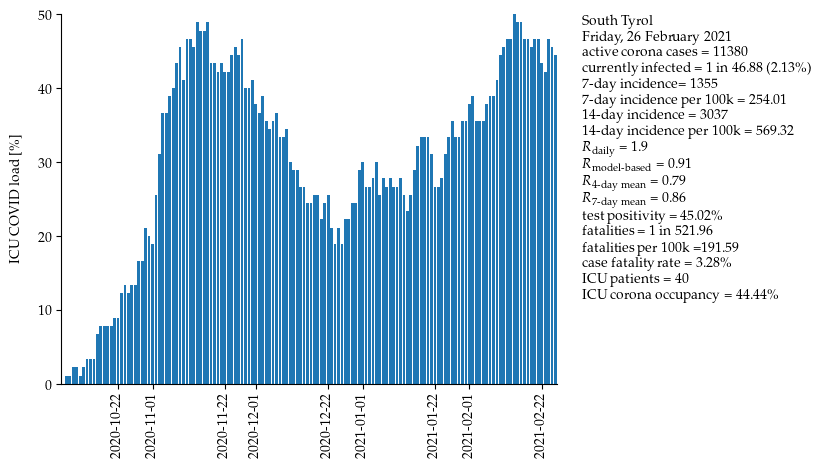 50
40
30
20
10
0
ICU COVID load [%]
2020-10-22
2020-11-01
2020-11-22
2020-12-01
2020-12-22
2021-01-01
2021-01-22
2021-02-01
2021-02-22
South Tyrol
Friday, 26 February 2021
active corona cases = 11380
currently infected = 1 in 46.88 (2.13%)
7-day incidence= 1355
7-day incidence per 100k = 254.01
14-day incidence = 3037
14-day incidence per 100k = 569.32
R daily = 1.9
R model-based = 0.91
R 4-day mean = 0.79
R 7-day mean = 0.86
test positivity = 45.02%
fatalities = 1 in 521.96
fatalities per 100k =191.59
case fatality rate = 3.28%
ICU patients = 40
ICU corona occupancy = 44.44%